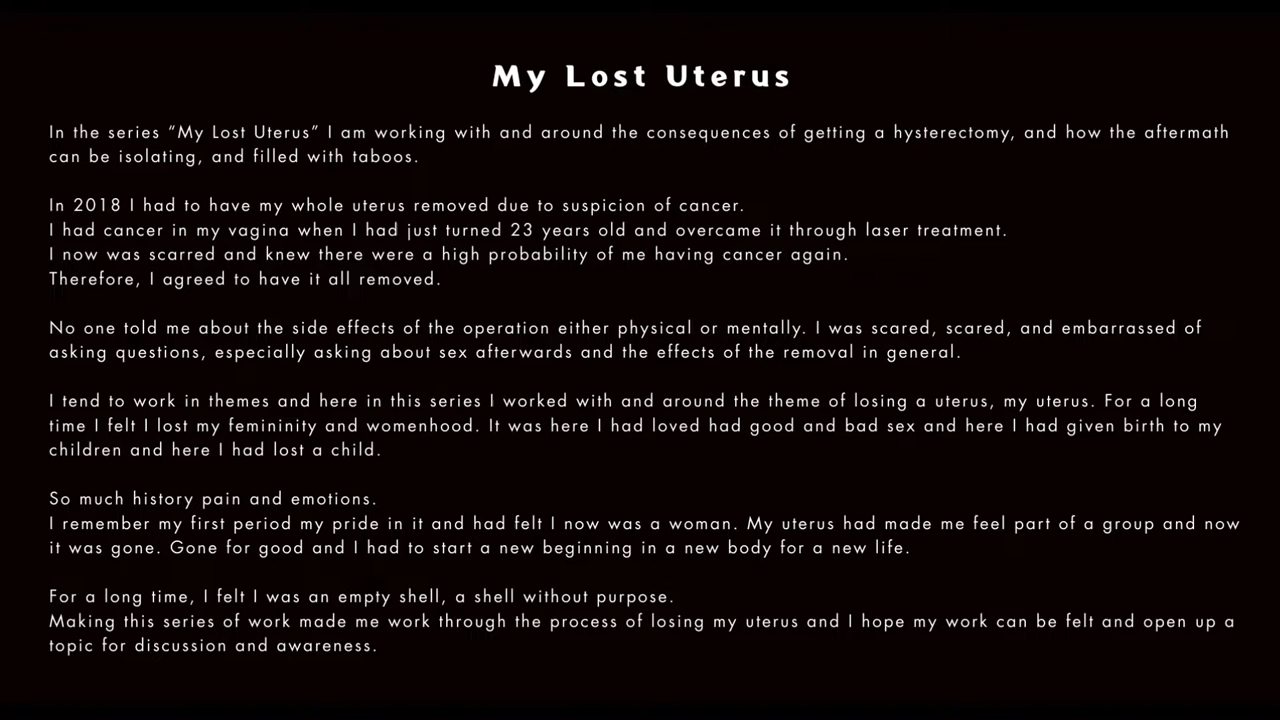 My Lost Uterus
In the series “My Lost Uterus” I am working with and around the consequences of getting a hysterectomy, and how the aftermath
can be isolating, and filled with taboos.
In 2018 I had to have my whole uterus removed due to suspicion of cancer.
I had cancer in my vagina when I had just turned 23 years old and overcame it through laser treatment.
I now was scarred and knew there were a high probability of me having cancer again.
Therefore, I agreed to have it all removed.
No one told me about the side effects of the operation either physical or mentally. I was scared, scared, and embarrassed of
asking questions, especially asking about sex afterwards and the effects of the removal in general.
I tend to work in themes and here in this series I worked with and around the theme of losing a uterus, my uterus. For a long
time I felt I lost my femininity and womenhood. It was here I had loved had good and bad sex and here I had given birth to my
children and here I had lost a child.
So much history pain and emotions.
I remember my first period my pride in it and had felt I now was a woman. My uterus had made me feel part of a group and now
it was gone. Gone for good and I had to start a new beginning in a new body for a new life.
For a long time, I felt I was an empty shell, a shell without purpose.
Making this series of work made me work through the process of losing my uterus and I hope my work can be felt and open up a
topic for discussion and awareness.